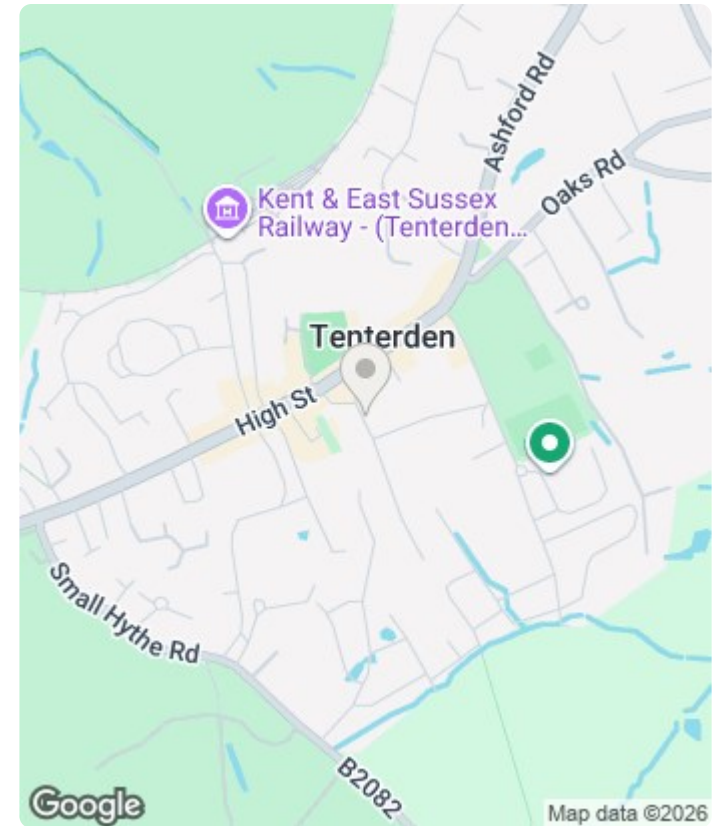 Ashford Rd
Oaks Rd
Kent & East Sussex
Railway - (Tenterden...
Tenterden
High St
Small Hythe Rd
B2082
Google
Map data ©2026